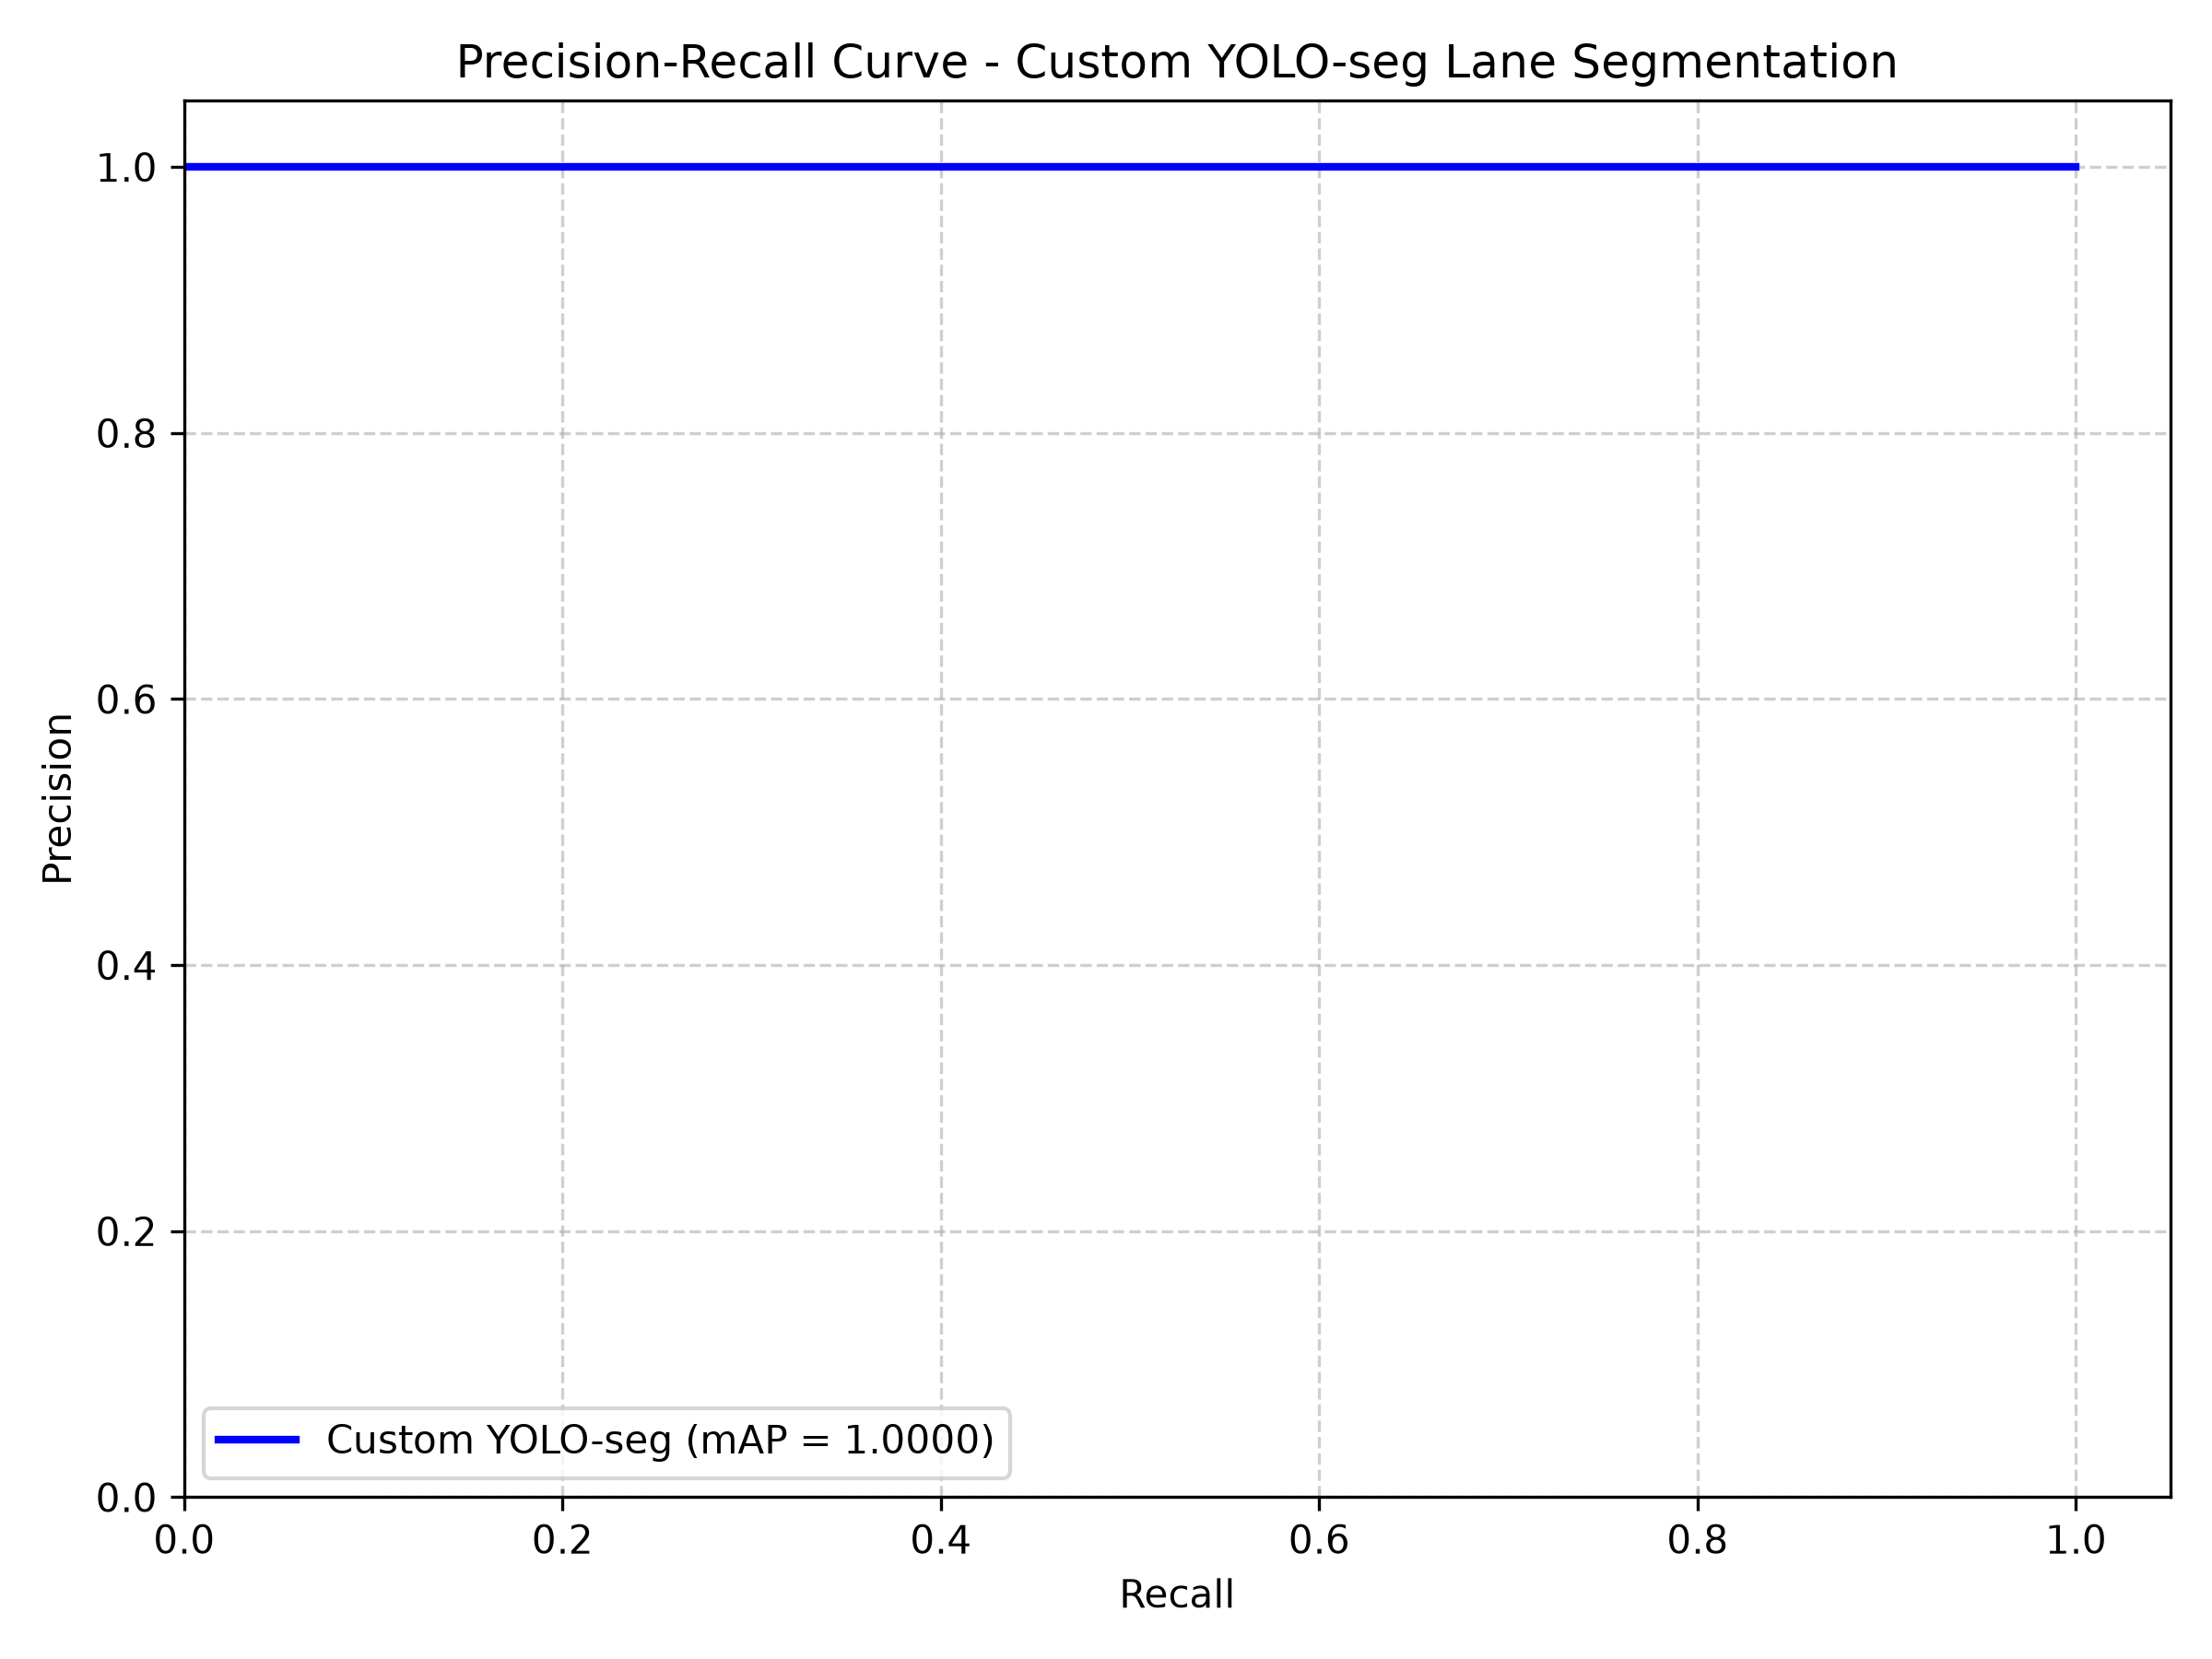 Precision-Recall Curve - Custom YOLO-seg Lane Segmentation
Precision
1.0
0.8
0.6
0.4
0.2
0.0
Custom YOLO-seg (mAP = 1.0000)
0.0 0.2 0.4 0.6 0.8 1.0
Recall